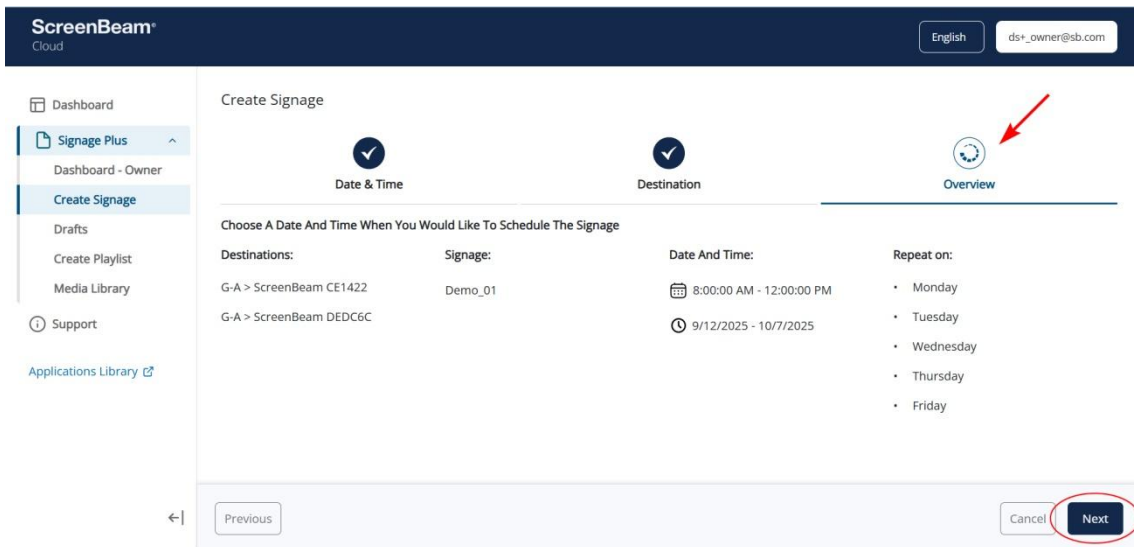 ScreenBeam®
Cloud
English
ds+_owner@sb.com
Dashboard
Signage Plus
Dashboard - Owner
Create Signage
Drafts
Create Playlist
Media Library
Support
Applications Library
Create Signage
Date & Time
Destination
Overview
Choose A Date And Time When You Would Like To Schedule The Signage
Destinations:
G-A > ScreenBeam CE1422
G-A > ScreenBeam DEDC6C
Signage:
Demo_01
Date And Time:
8:00:00 AM - 12:00:00 PM
9/12/2025 - 10/7/2025
Repeat on:
• Monday
• Tuesday
• Wednesday
• Thursday
• Friday
Previous
Cancel
Next